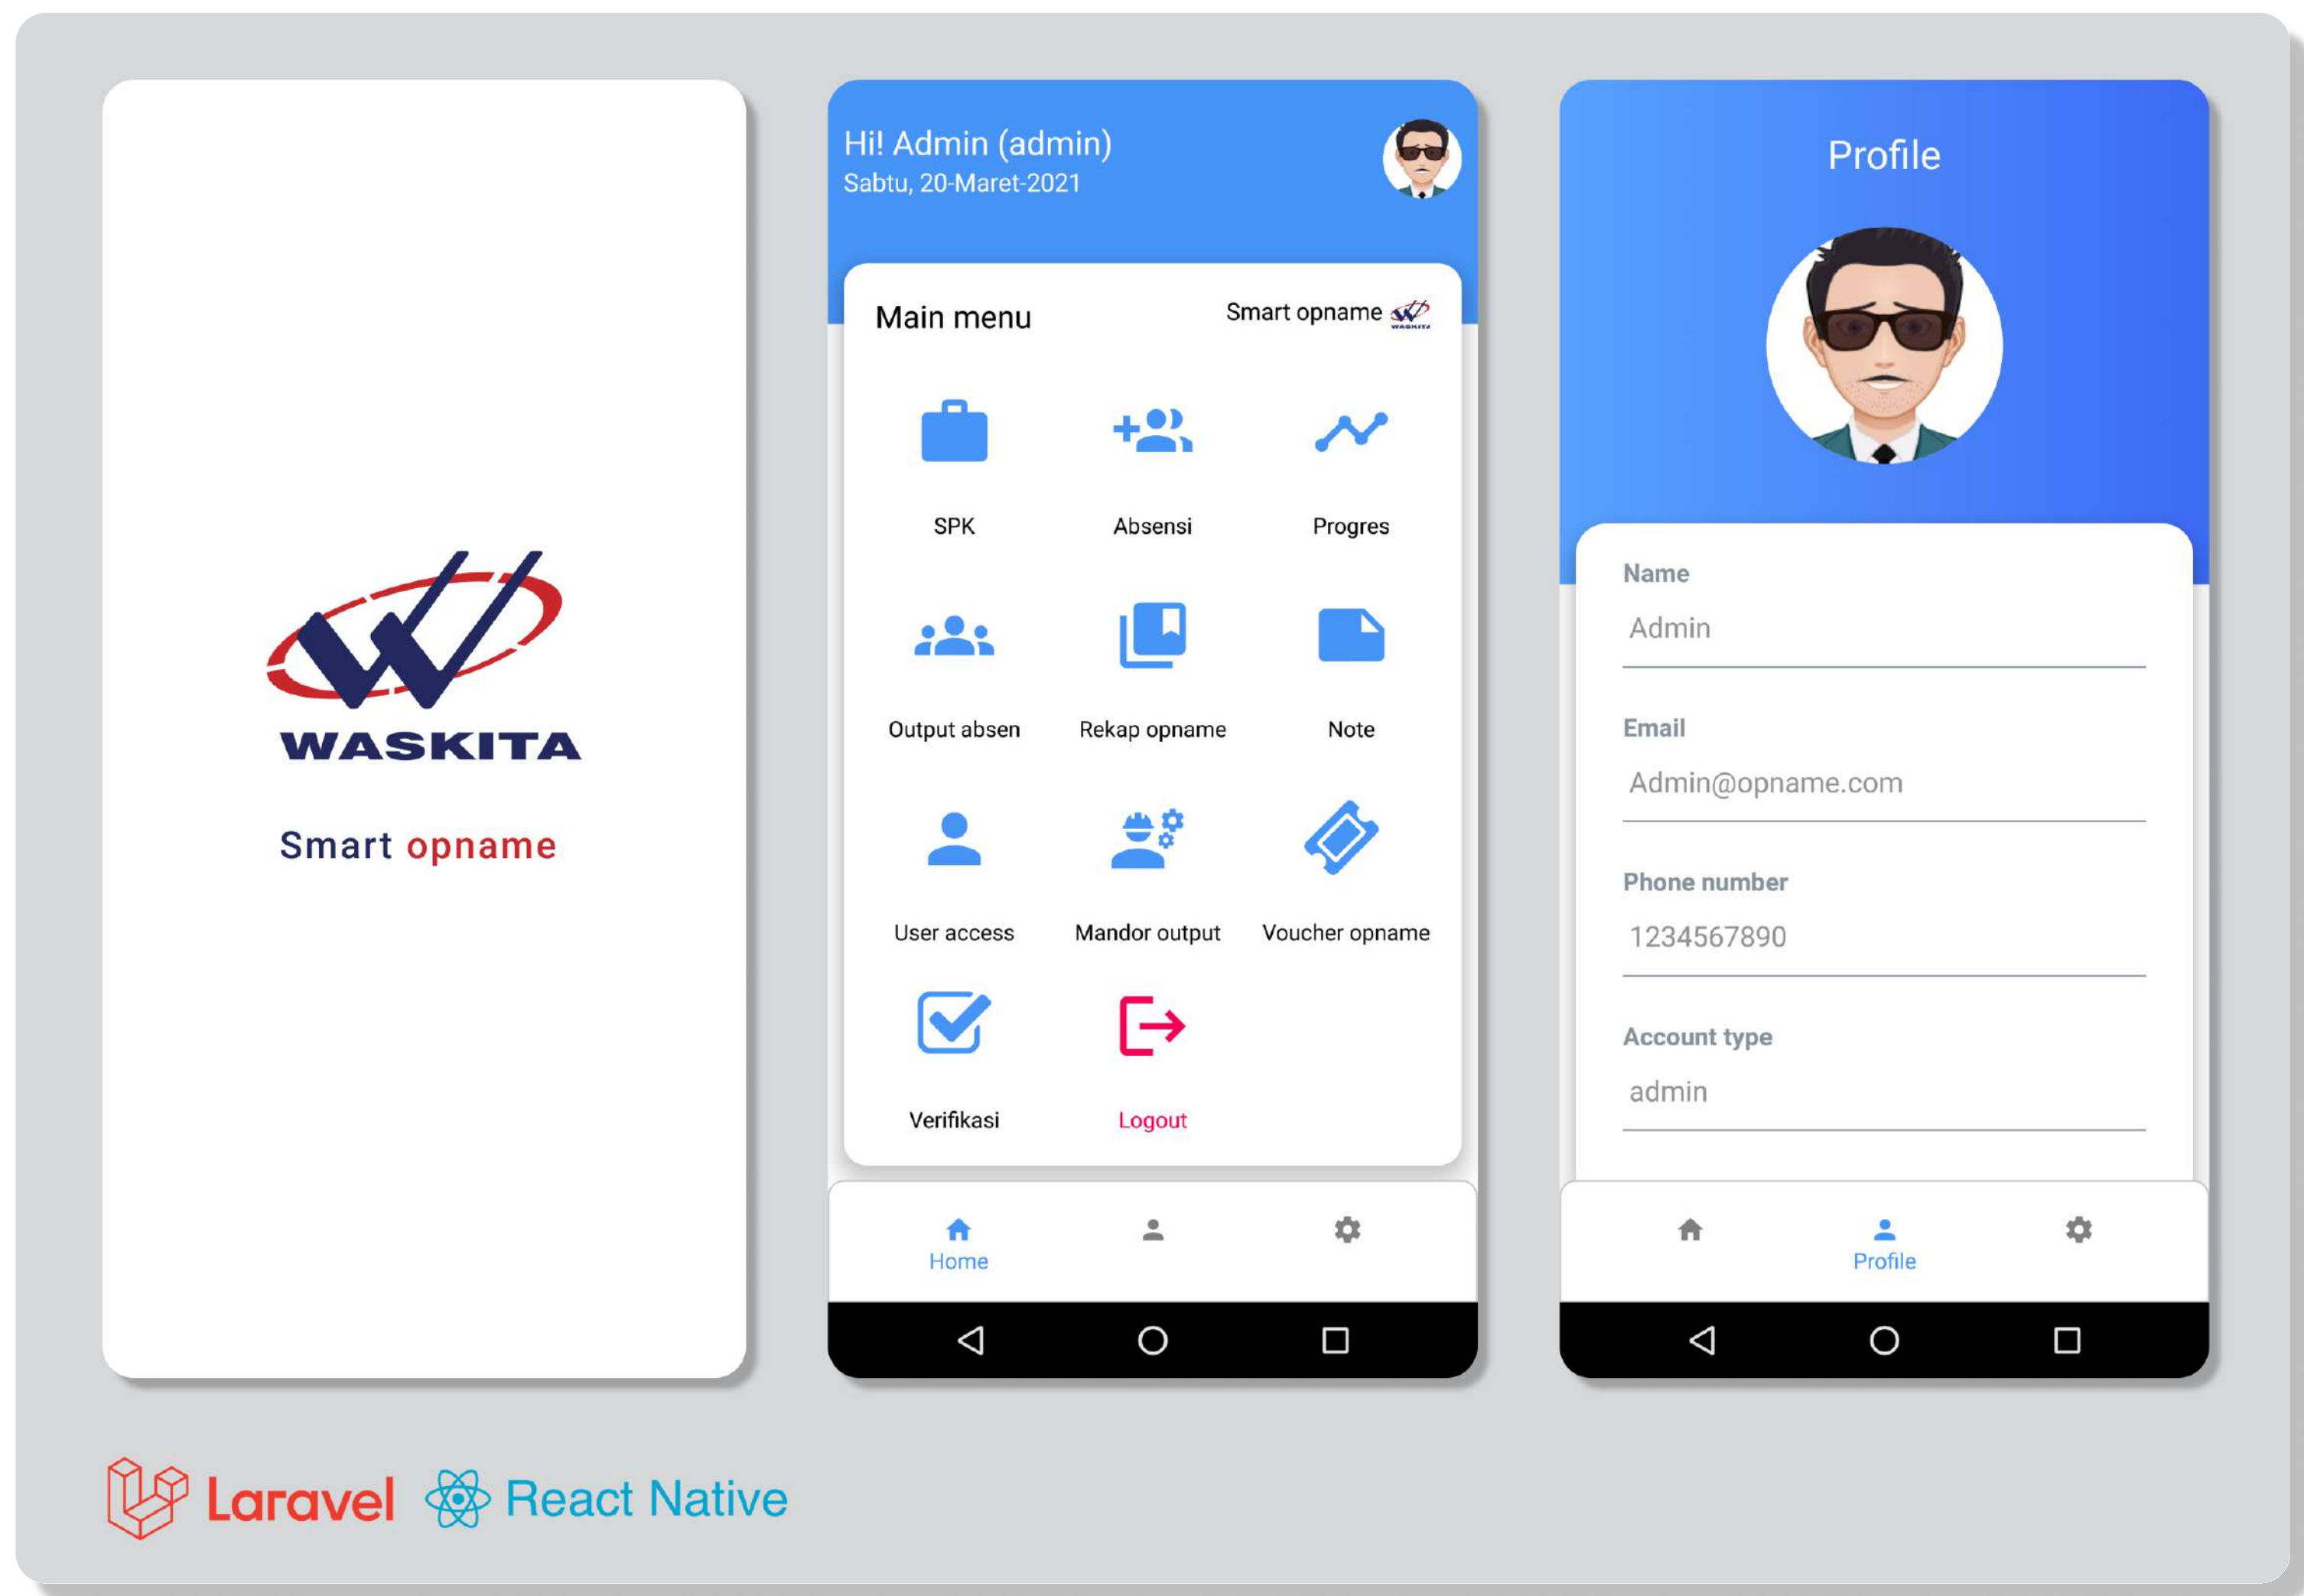 WASKITA
Smart opname
Hi! Admin (admin)
Sabtu, 20-Maret-2021
Main menu
Smart opname
WASKITA
SPK
Absensi
Progres
Output absen
Rekap opname
Note
User access
Mandor output
Voucher opname
Verifikasi
Logout
Home
Profile
Name
Admin
Email
Admin@opname.com
Phone number
1234567890
Account type
admin
Profile
Laravel
React Native